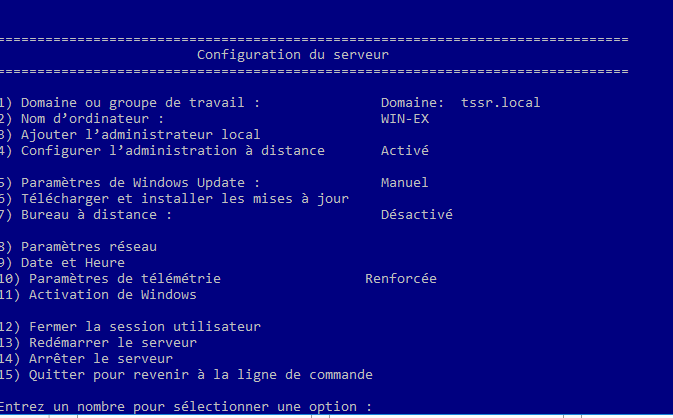 ===============================================================================
Configuration du serveur
===============================================================================
1) Domaine ou groupe de travail : Domaine: tssr.local
2) Nom d’ordinateur : WIN-EX
3) Ajouter l’administrateur local
4) Configurer l’administration à distance Activé
5) Paramètres de Windows Update : Manuel
6) Télécharger et installer les mises à jour
7) Bureau à distance : Désactivé
8) Paramètres réseau
9) Date et Heure
10) Paramètres de télémétrie Renforcée
11) Activation de Windows
12) Fermer la session utilisateur
13) Redémarrer le serveur
14) Arrêter le serveur
15) Quitter pour revenir à la ligne de commande
Entrez un nombre pour sélectionner une option :